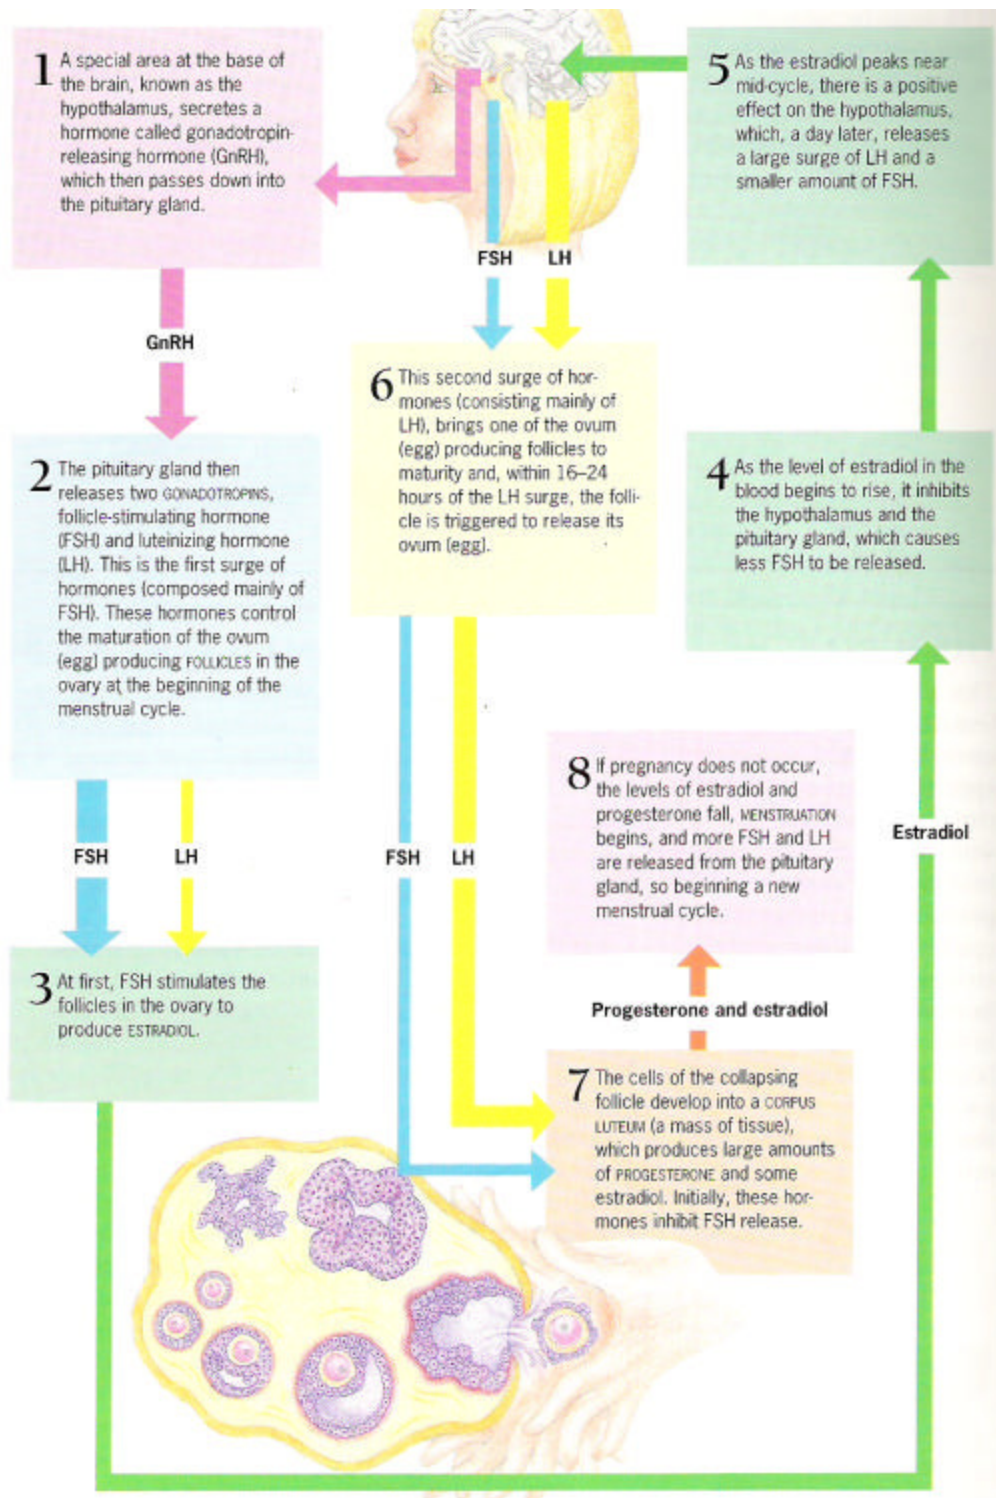 1 A special area at the base of
the brain, known as the
hypothalamus, secretes a
hormone called gonadotropin-
releasing hormone (GnRH),
which then passes down into
the pituitary gland.
GnRH
2 The pituitary gland then
releases two GONADOTROPINS,
follicle-stimulating hormone
(FSH) and luteinizing hormone
(LH). This is the first surge of
hormones (composed mainly of
FSH). These hormones control
the maturation of the ovum
(egg) producing FOLLICLES in the
ovary at the beginning of the
menstrual cycle.
FSH
LH
3 At first, FSH stimulates the
follicles in the ovary to
produce ESTRADIOL.
Estradiol
4 As the level of estradiol in the
blood begins to rise, it inhibits
the hypothalamus and the
pituitary gland, which causes
less FSH to be released.
5 As the estradiol peaks near
mid-cycle, there is a positive
effect on the hypothalamus,
which, a day later, releases
a large surge of LH and a
smaller amount of FSH.
FSH
LH
6 This second surge of hor-
mones (consisting mainly of
LH), brings one of the ovum
(egg) producing follicles to
maturity and, within 16–24
hours of the LH surge, the folli-
cle is triggered to release its
ovum (egg).
FSH
LH
7 The cells of the collapsing
follicle develop into a CORPUS
LUTEUM (a mass of tissue),
which produces large amounts
of PROGESTERONE and some
estradiol. Initially, these hor-
mones inhibit FSH release.
Progesterone and estradiol
8 If pregnancy does not occur,
the levels of estradiol and
progesterone fall, MENSTRUATION
begins, and more FSH and LH
are released from the pituitary
gland, so beginning a new
menstrual cycle.